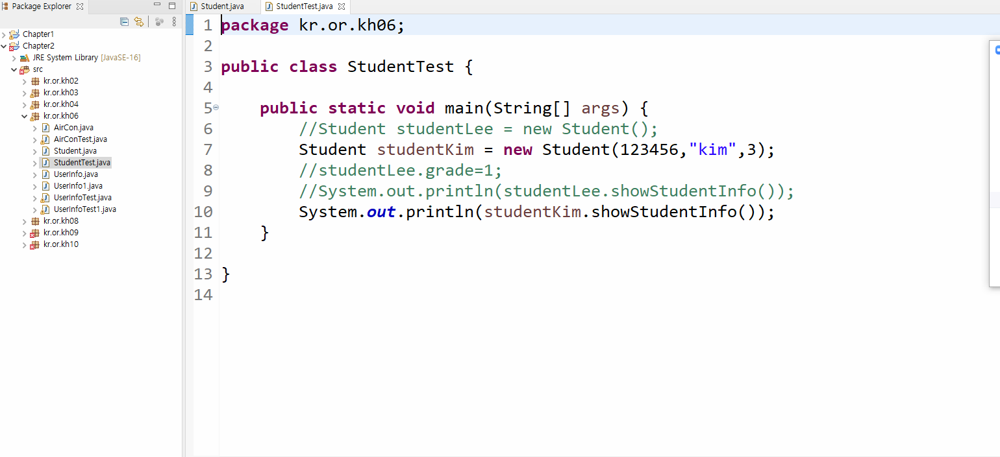 Package Explorer
Chapter1
Chapter2
JRE System Library [JavaSE-16]
src
kr.or.kh02
kr.or.kh03
kr.or.kh04
kr.or.kh06
AirCon.java
AirConTest.java
Student.java
StudentTest.java
UserInfo.java
UserInfo1.java
UserInfoTest.java
UserInfoTest1.java
kr.or.kh08
kr.or.kh09
kr.or.kh10
Student.java StudentTest.java
1 package kr.or.kh06;
2
3 public class StudentTest {
4
5 public static void main(String[] args) {
6 //Student studentLee = new Student();
7 Student studentKim = new Student(123456,"kim",3);
8 //studentLee.grade=1;
9 //System.out.println(studentLee.showStudentInfo());
10 System.out.println(studentKim.showStudentInfo());
11 }
12
13 }
14